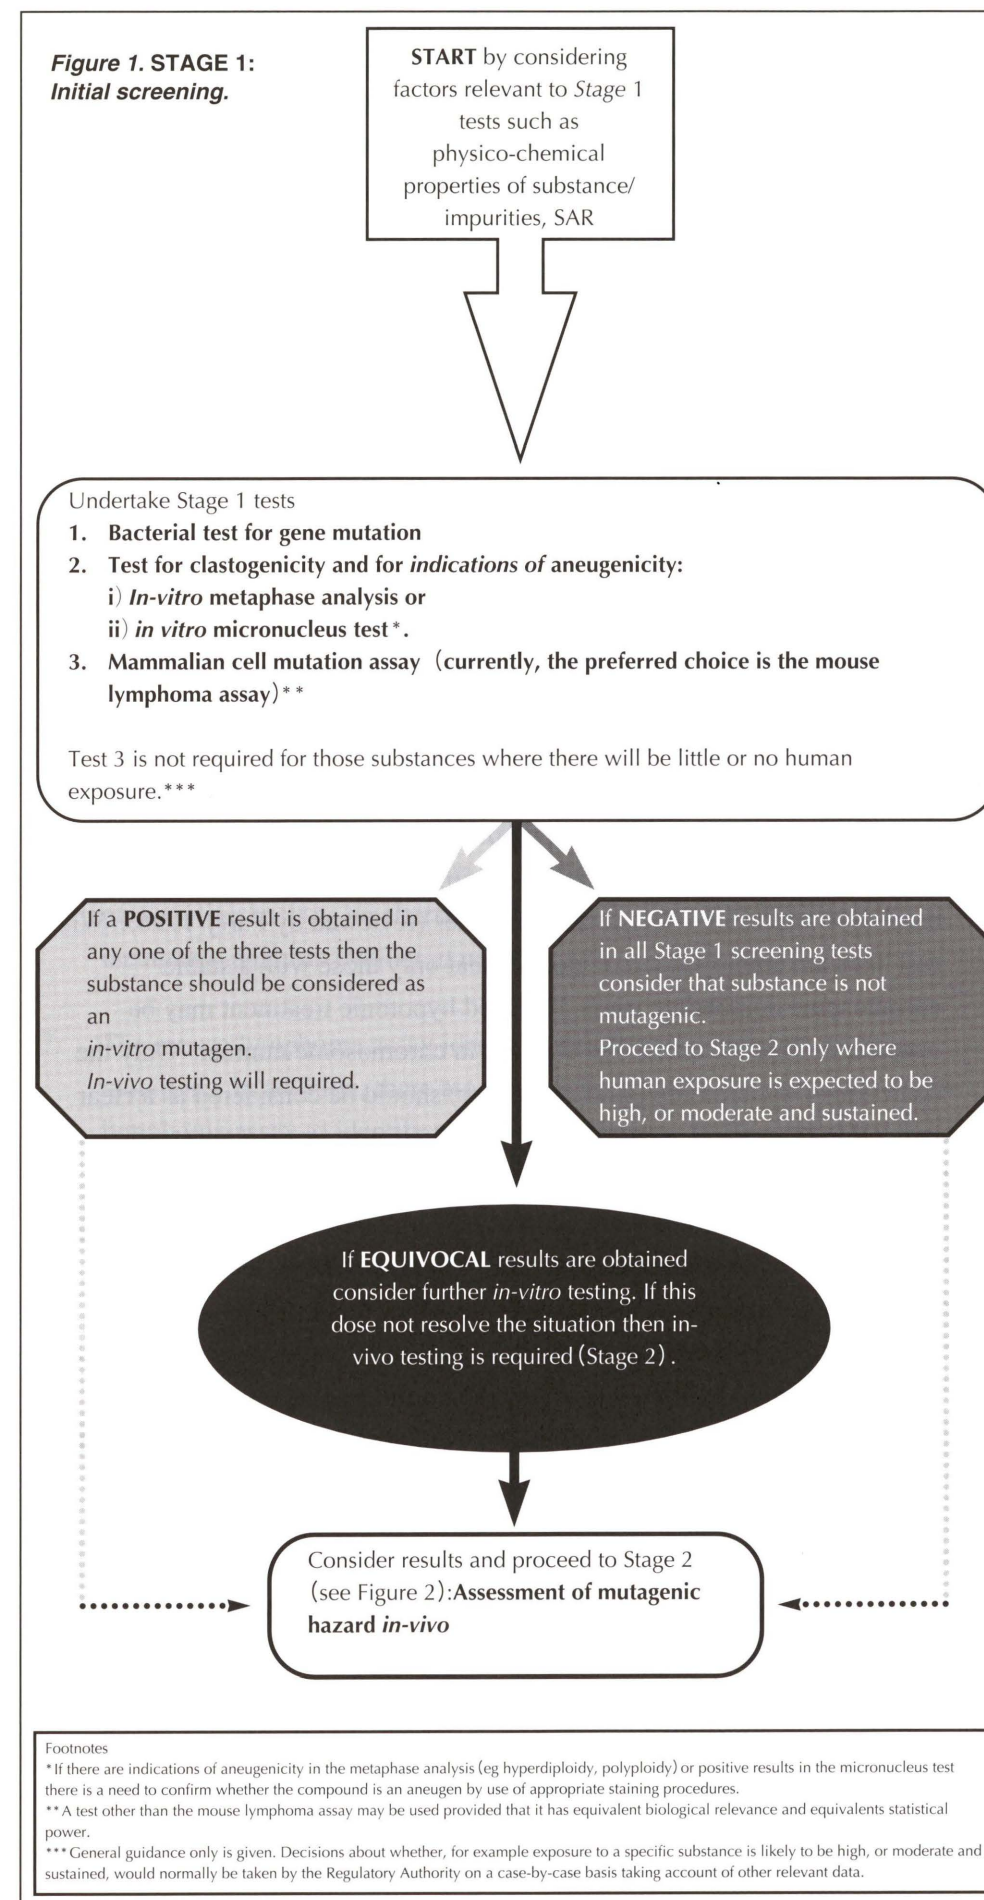 Figure 1. STAGE 1:
Initial screening.
START by considering
factors relevant to Stage 1
tests such as
physico-chemical
properties of substance/
impurities, SAR
Undertake Stage 1 tests
1. Bacterial test for gene mutation
2. Test for clastogenicity and for indications of aneugenicity:
i) In-vitro metaphase analysis or
ii) in vitro micronucleus test*.
3. Mammalian cell mutation assay (currently, the preferred choice is the mouse
lymphoma assay)**
Test 3 is not required for those substances where there will be little or no human
exposure.***
If a POSITIVE result is obtained in
any one of the three tests then the
substance should be considered as
an
in-vitro mutagen.
In-vivo testing will required.
If NEGATIVE results are obtained
in all Stage 1 screening tests
consider that substance is not
mutagenic.
Proceed to Stage 2 only where
human exposure is expected to be
high, or moderate and sustained.
If EQUIVOCAL results are obtained
consider further in-vitro testing. If this
dose not resolve the situation then in-
vivo testing is required (Stage 2).
Consider results and proceed to Stage 2
(see Figure 2):Assessment of mutagenic
hazard in-vivo
Footnotes
*If there are indications of aneugenicity in the metaphase analysis (eg hyperdiploidy, polyploidy) or positive results in the micronucleus test
there is a need to confirm whether the compound is an aneugen by use of appropriate staining procedures.
**A test other than the mouse lymphoma assay may be used provided that it has equivalent biological relevance and equivalents statistical
power.
***General guidance only is given. Decisions about whether, for example exposure to a specific substance is likely to be high, or moderate and
sustained, would normally be taken by the Regulatory Authority on a case-by-case basis taking account of other relevant data.